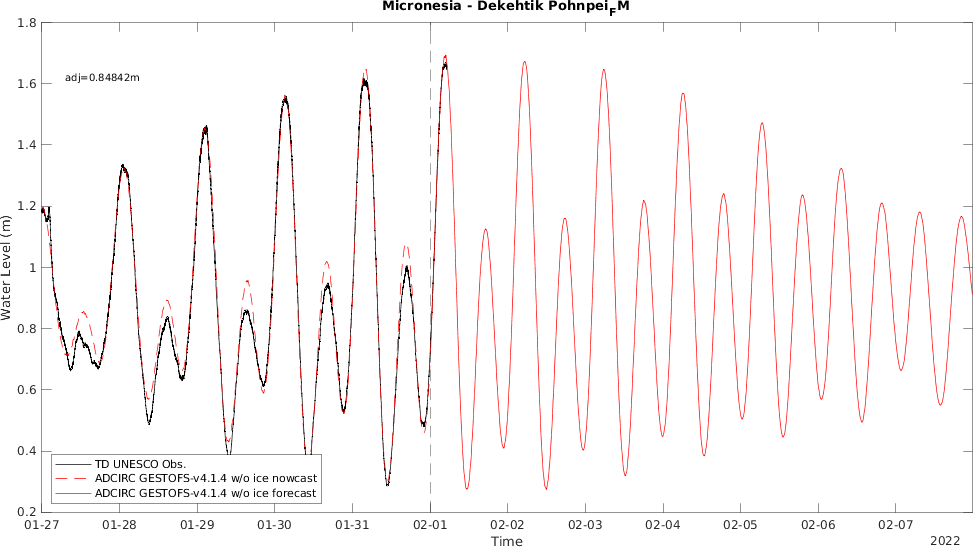 Micronesia - Dekehtik Pohnpei_FM
1.8
1.6
1.4
1.2
1
0.8
0.6
0.4
0.2
Water Level (m)
adj=0.84842m
TD UNESCO Obs.
ADCIRC GESTOFS-v4.1.4 w/o ice nowcast
ADCIRC GESTOFS-v4.1.4 w/o ice forecast
01-27 01-28 01-29 01-30 01-31 02-01 02-02 02-03 02-04 02-05 02-06 02-07
Time
2022